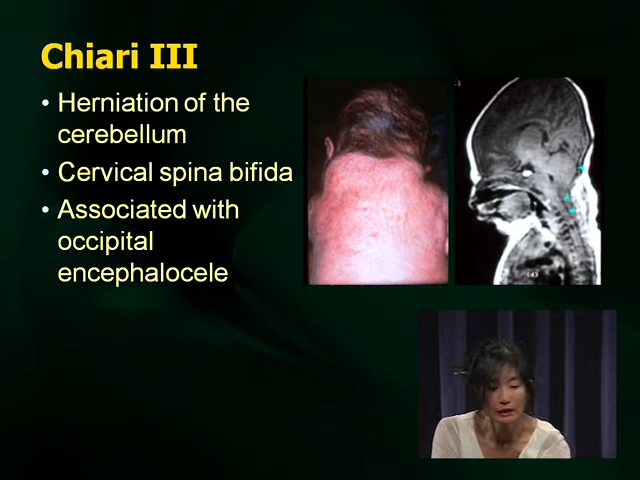 Chiari III
• Herniation of the
cerebellum
• Cervical spina bifida
• Associated with
occipital
encephalocele